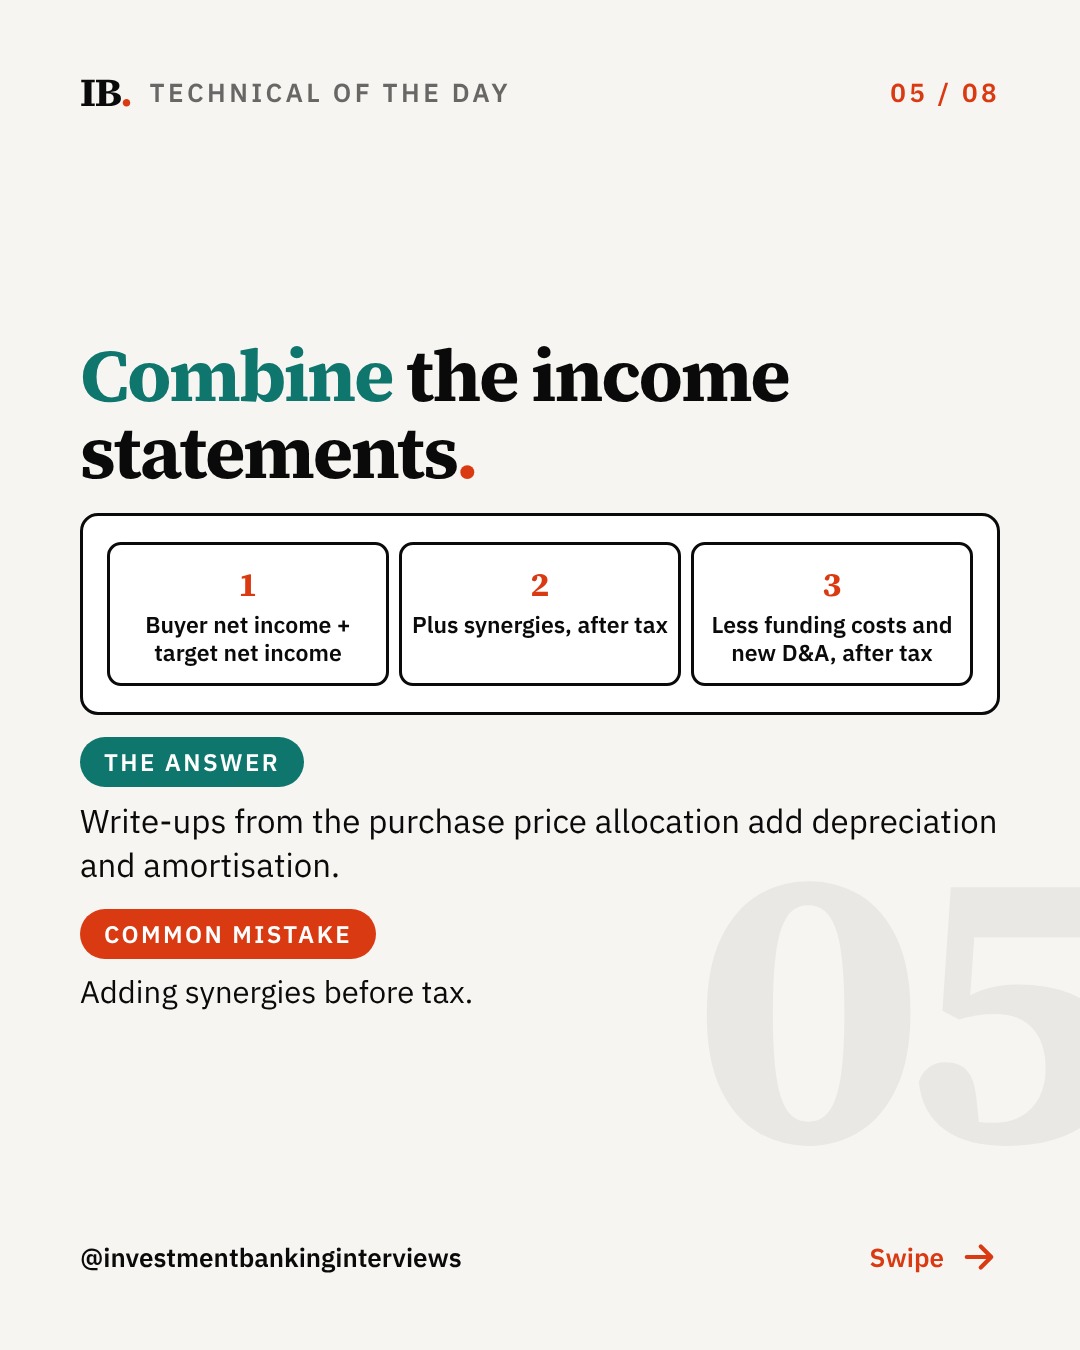 IB. TECHNICAL OF THE DAY
05 / 08
Combine the income
statements.
1
Buyer net income +
target net income
2
Plus synergies, after tax
3
Less funding costs and
new D&A, after tax
THE ANSWER
Write-ups from the purchase price allocation add depreciation
and amortisation.
COMMON MISTAKE
Adding synergies before tax.
05
@investmentbankinginterviews
Swipe →